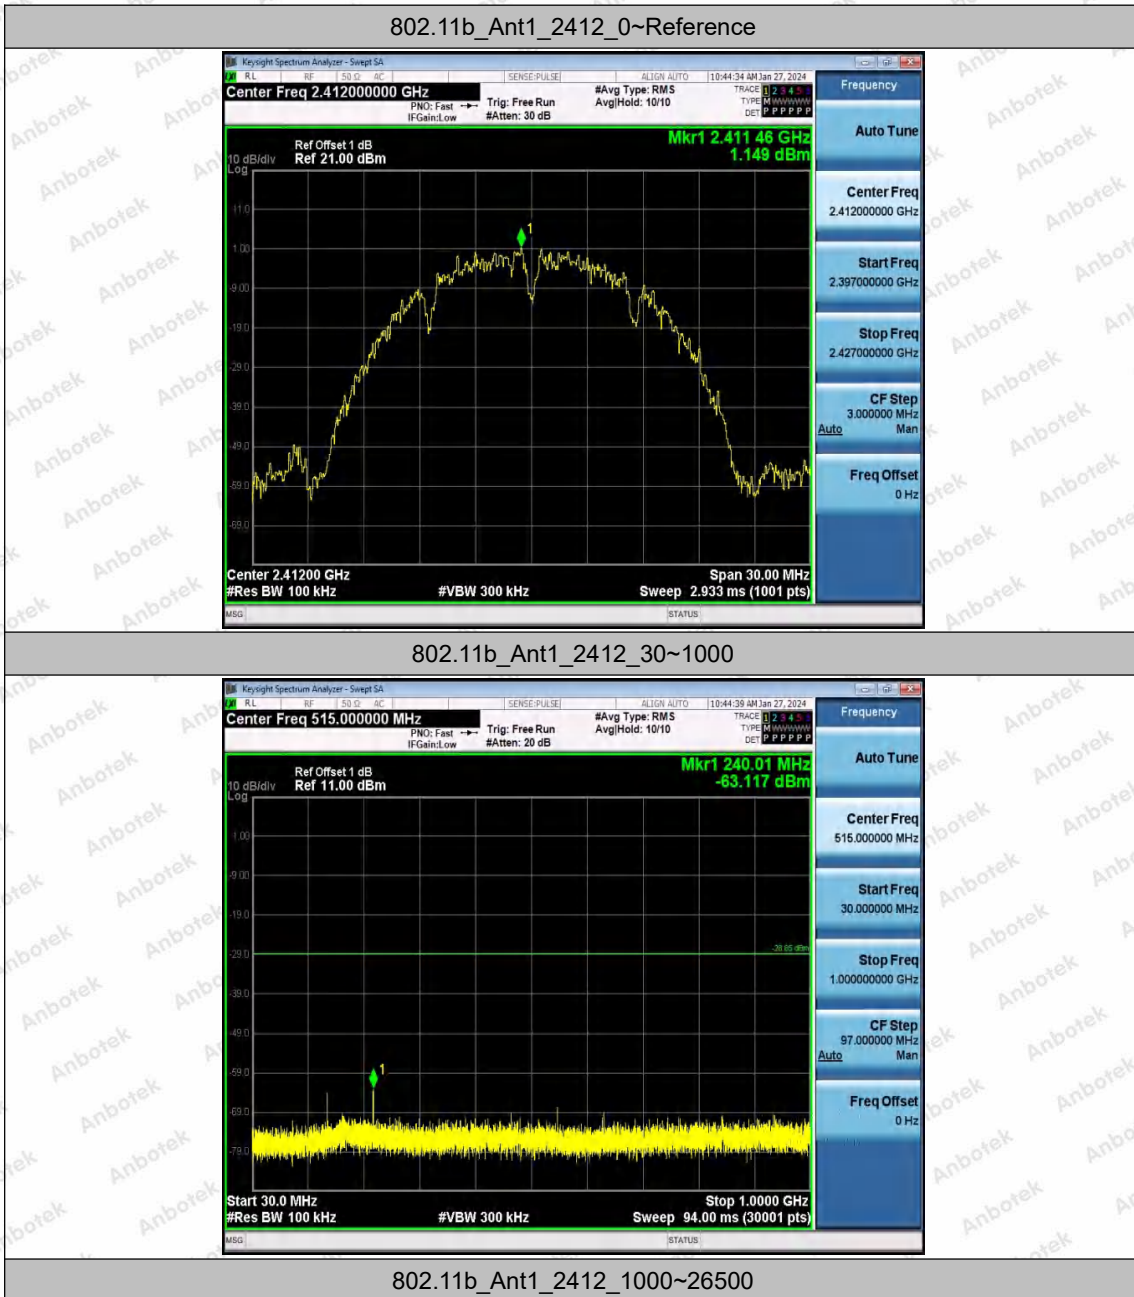 802.11b_Ant1_2412_0~Reference
Keysight Spectrum Analyzer - Swept SA
RL RF 50 Ω AC SENSE:PULSE ALIGN AUTO 10:44:34 AM Jan 27, 2024
Center Freq 2.412000000 GHz
PNO: Fast
IFGain:Low
Trig: Free Run
#Atten: 30 dB
#Avg Type: RMS
Avg|Hold: 10/10
TRACE 1 2 3 4 5 6
TYPE M W W W W W
DET P P P P P P
Frequency
Ref Offset 1 dB
10 dB/div Ref 21.00 dBm
Log
Mkr1 2.411 46 GHz
1.149 dBm
11.0
1.00
-9.00
-19.0
-29.0
-39.0
-49.0
-59.0
-69.0
1
Center 2.41200 GHz Span 30.00 MHz
#Res BW 100 kHz #VBW 300 kHz Sweep 2.933 ms (1001 pts)
MSG STATUS
Auto Tune
Center Freq
2.412000000 GHz
Start Freq
2.397000000 GHz
Stop Freq
2.427000000 GHz
CF Step
3.000000 MHz
Auto Man
Freq Offset
0 Hz
802.11b_Ant1_2412_30~1000
Keysight Spectrum Analyzer - Swept SA
RL RF 50 Ω AC SENSE:PULSE ALIGN AUTO 10:44:39 AM Jan 27, 2024
Center Freq 515.000000 MHz
PNO: Fast
IFGain:Low
Trig: Free Run
#Atten: 20 dB
#Avg Type: RMS
Avg|Hold: 10/10
TRACE 1 2 3 4 5 6
TYPE M W W W W W
DET P P P P P P
Frequency
Ref Offset 1 dB
10 dB/div Ref 11.00 dBm
Log
Mkr1 240.01 MHz
-63.117 dBm
1.00
-9.00
-19.0
-29.0
-39.0
-49.0
-59.0
-69.0
-79.0
-28.85 dBm
1
Start 30.0 MHz Stop 1.0000 GHz
#Res BW 100 kHz #VBW 300 kHz Sweep 94.00 ms (30001 pts)
MSG STATUS
Auto Tune
Center Freq
515.000000 MHz
Start Freq
30.000000 MHz
Stop Freq
1.000000000 GHz
CF Step
97.000000 MHz
Auto Man
Freq Offset
0 Hz
802.11b_Ant1_2412_1000~26500
Anbotek